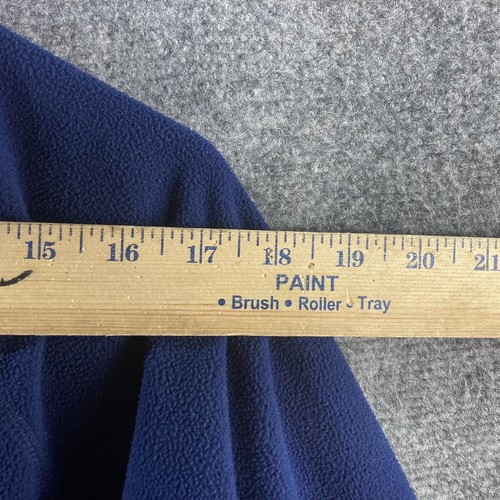 15 16 17 18 19 20 21
PAINT
• Brush • Roller • Tray